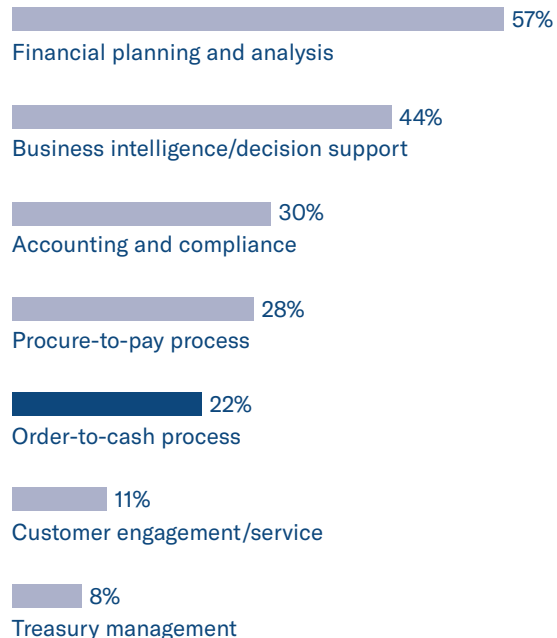 57%
Financial planning and analysis
44%
Business intelligence/decision support
30%
Accounting and compliance
28%
Procure-to-pay process
22%
Order-to-cash process
11%
Customer engagement/service
8%
Treasury management